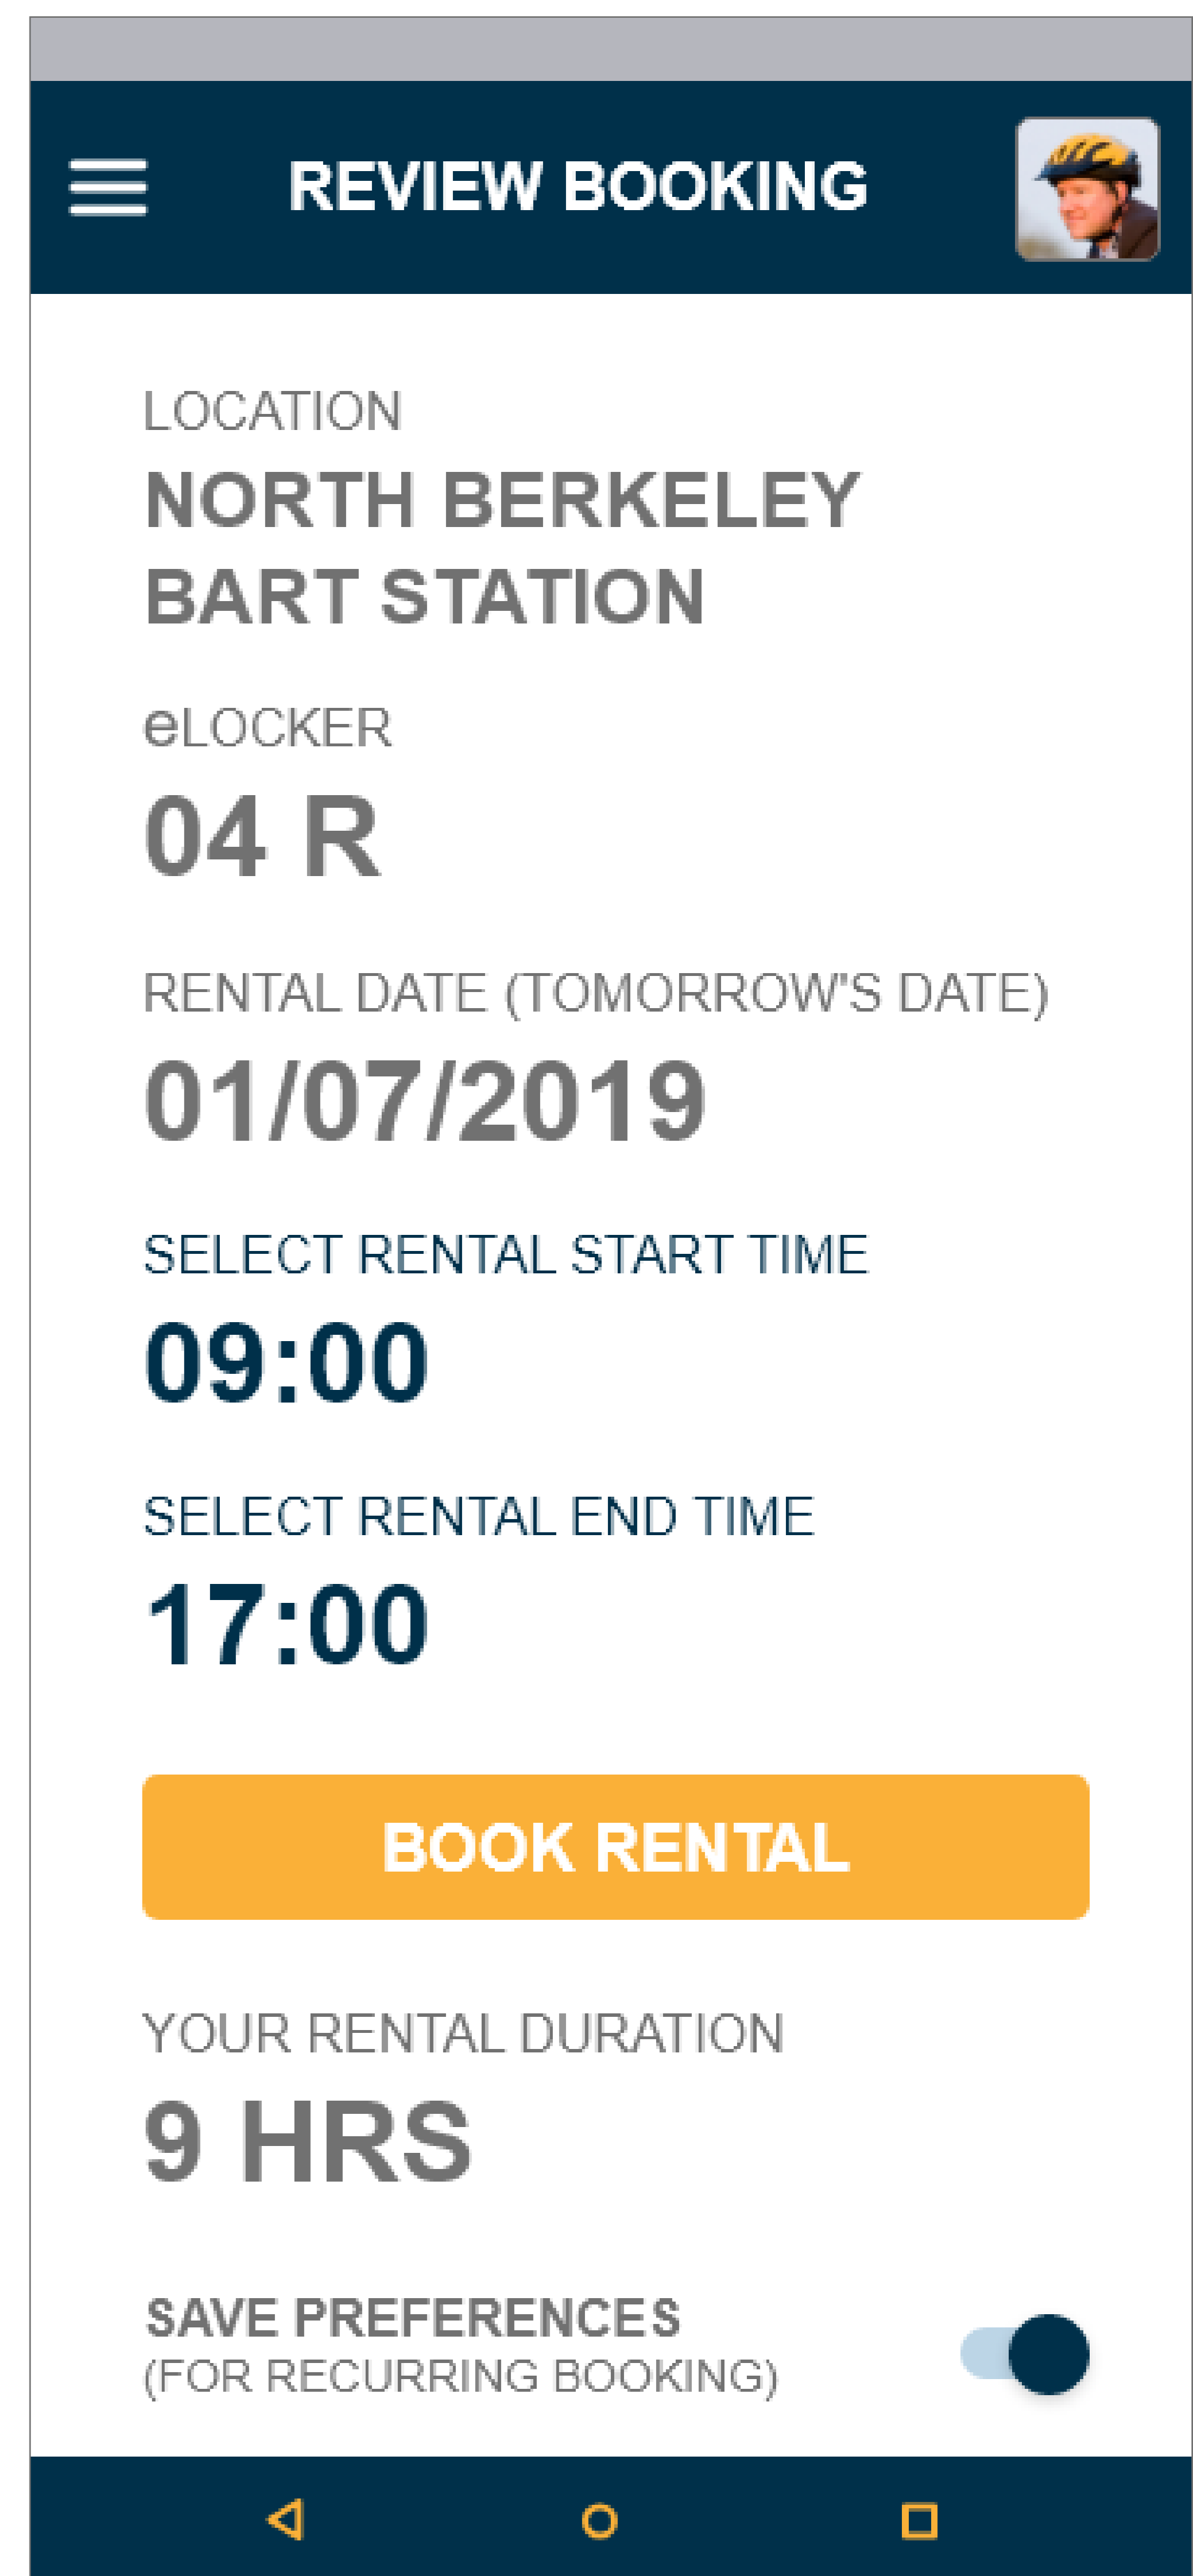 REVIEW BOOKING
LOCATION
NORTH BERKELEY
BART STATION
eLOCKER
04 R
RENTAL DATE (TOMORROW'S DATE)
01/07/2019
SELECT RENTAL START TIME
09:00
SELECT RENTAL END TIME
17:00
BOOK RENTAL
YOUR RENTAL DURATION
9 HRS
SAVE PREFERENCES
(FOR RECURRING BOOKING)